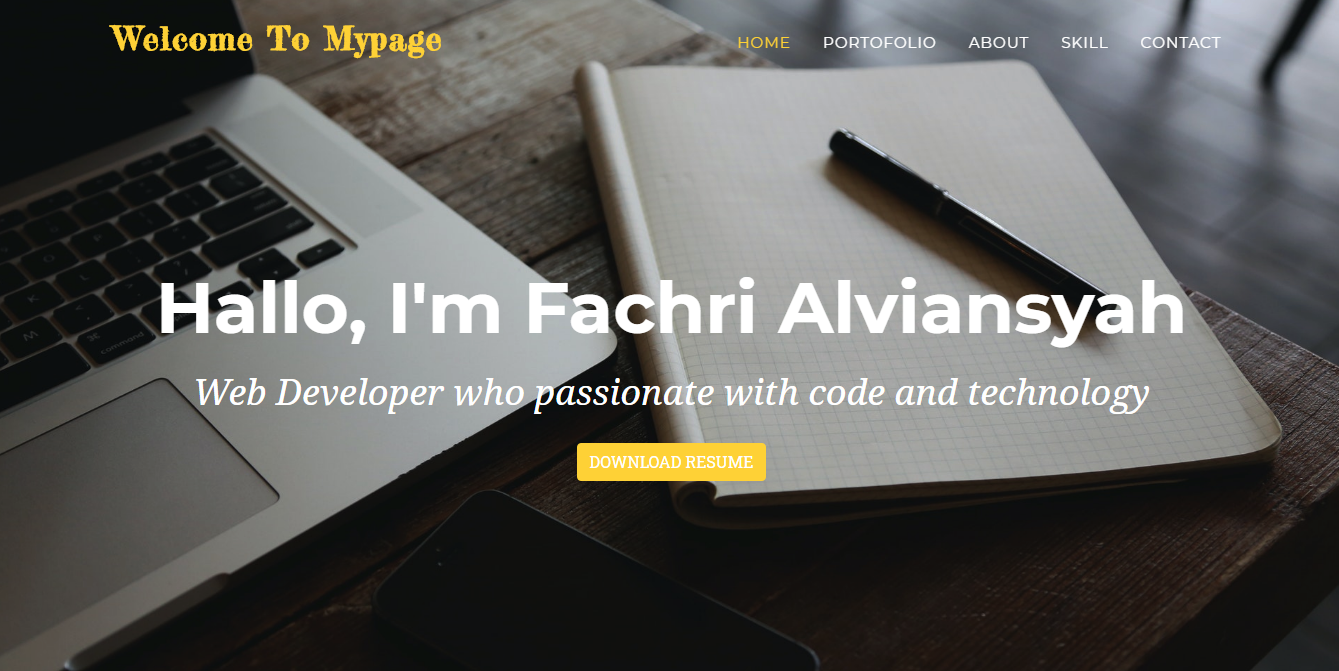 Welcome To Mypage
HOME PORTOFOLIO ABOUT SKILL CONTACT
Hallo, I'm Fachri Alviansyah
Web Developer who passionate with code and technology
DOWNLOAD RESUME
command